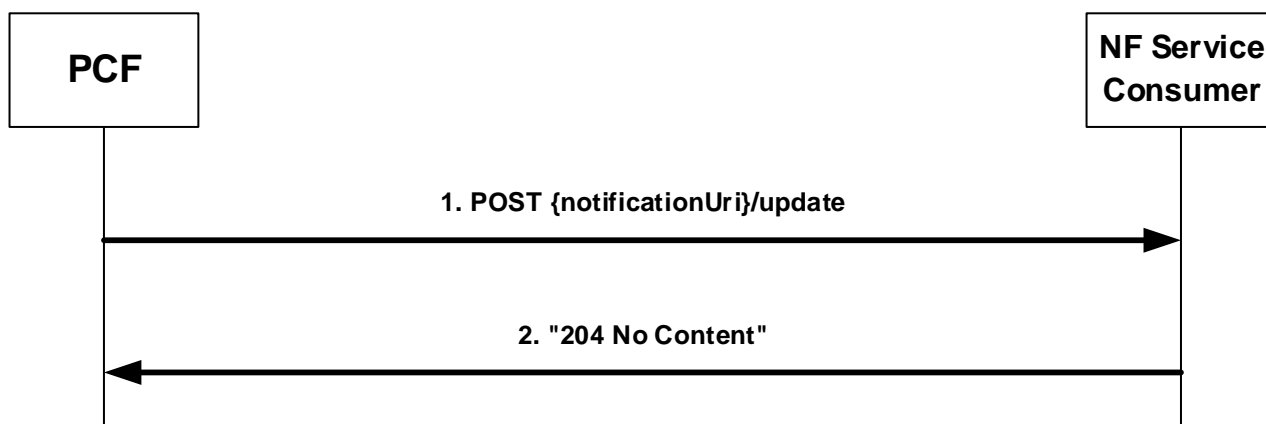 PCF
NF Service
Consumer
1. POST {notificationUri}/update
2. "204 No Content"